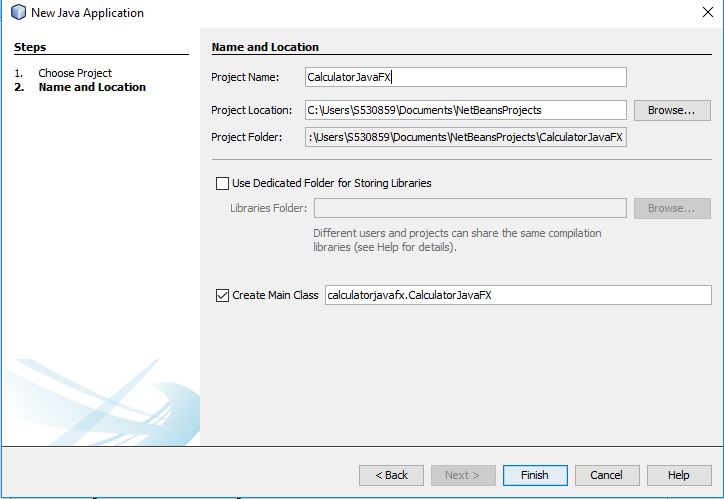 New Java Application
Steps
1. Choose Project
2. Name and Location
Name and Location
Project Name: CalculatorJavaFX
Project Location: C:\Users\S530859\Documents\NetBeansProjects Browse...
Project Folder: :\Users\S530859\Documents\NetBeansProjects\CalculatorJavaFX
Use Dedicated Folder for Storing Libraries
Libraries Folder: Browse...
Different users and projects can share the same compilation
libraries (see Help for details).
Create Main Class calculatorjavafx.CalculatorJavaFX
< Back Next > Finish Cancel Help